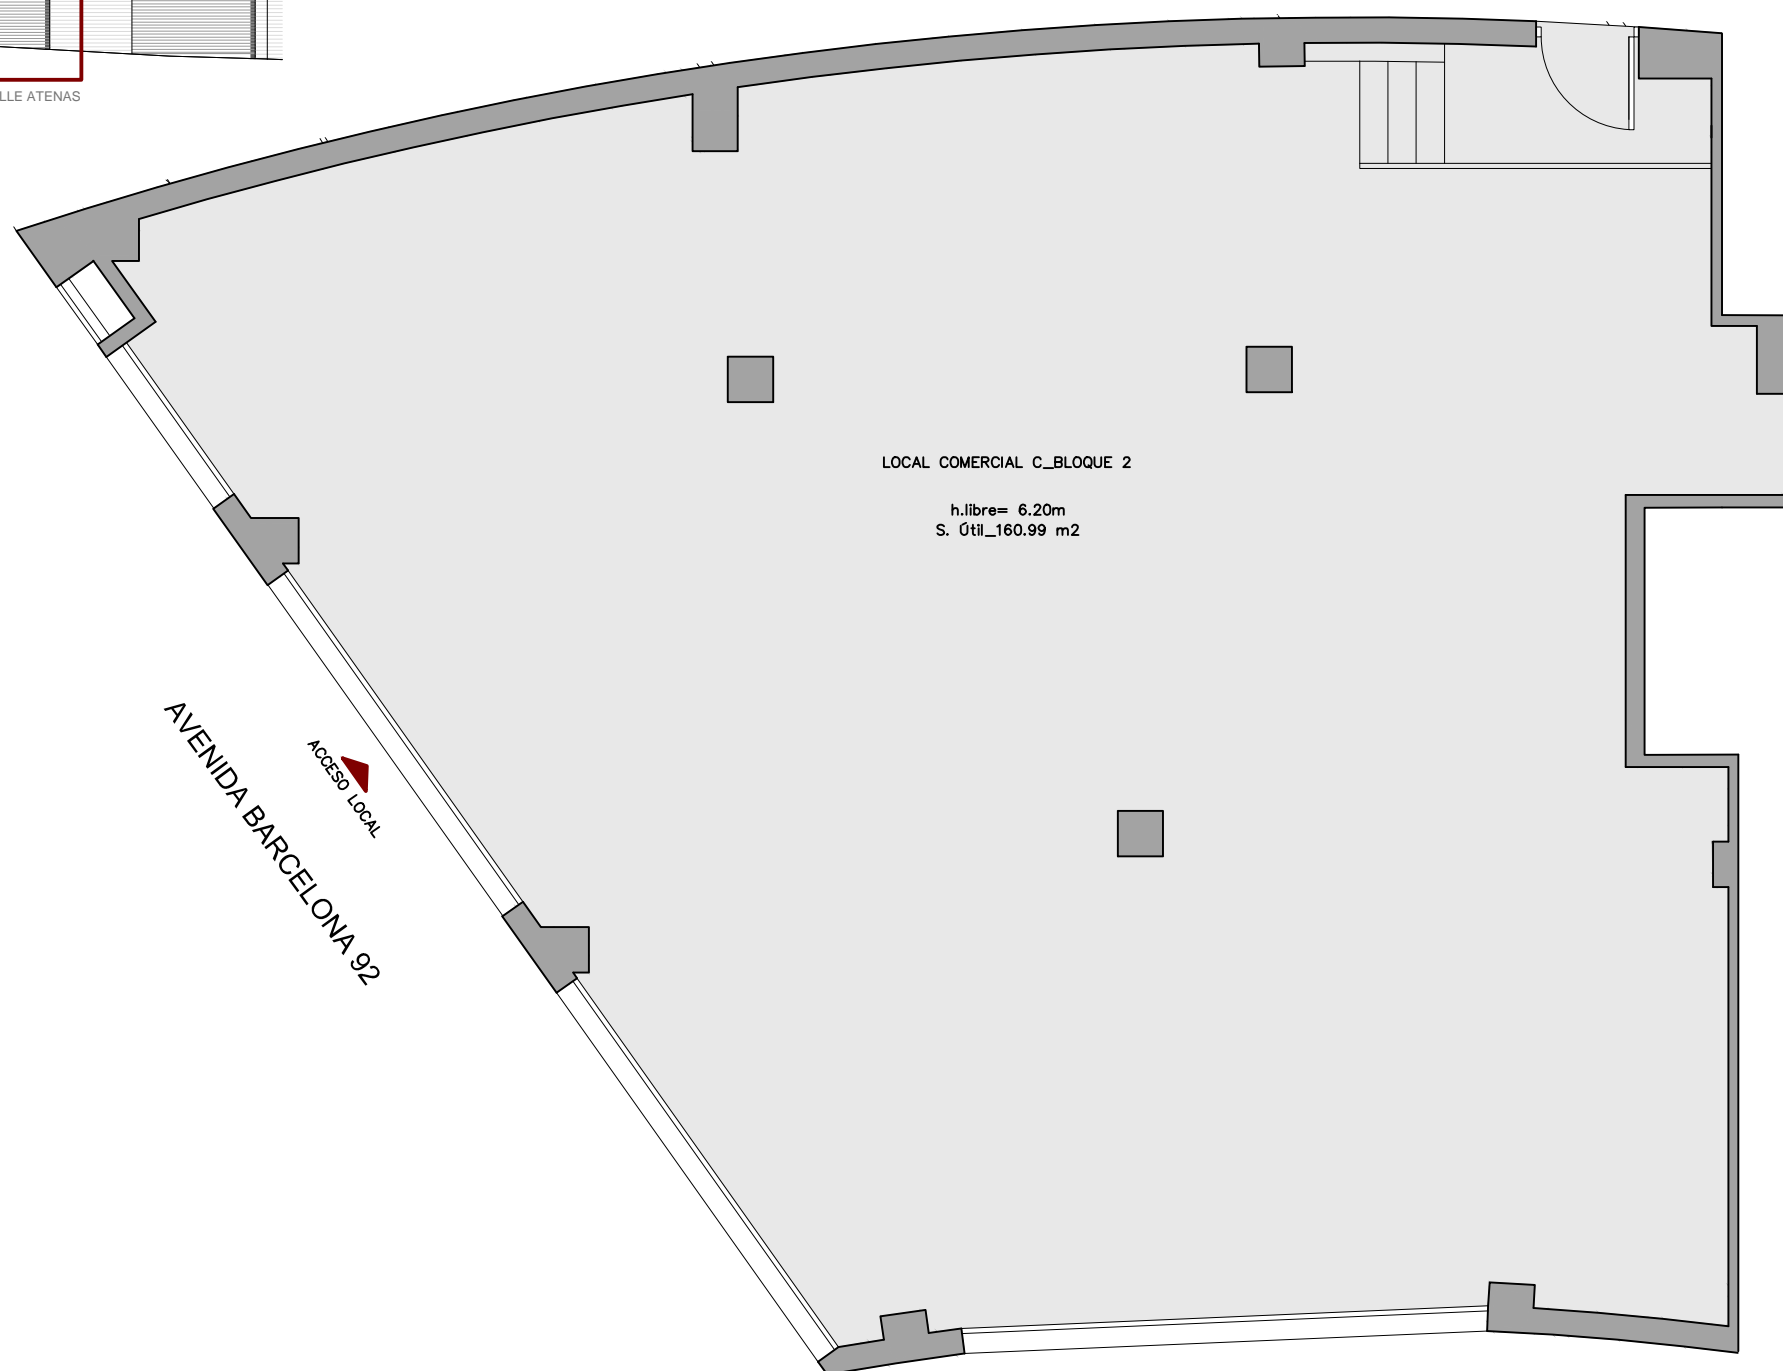 LLE ATENAS
LOCAL COMERCIAL C_BLOQUE 2
h.libre= 6.20m
S. Útil_160.99 m2
ACCESO LOCAL
AVENIDA BARCELONA 92